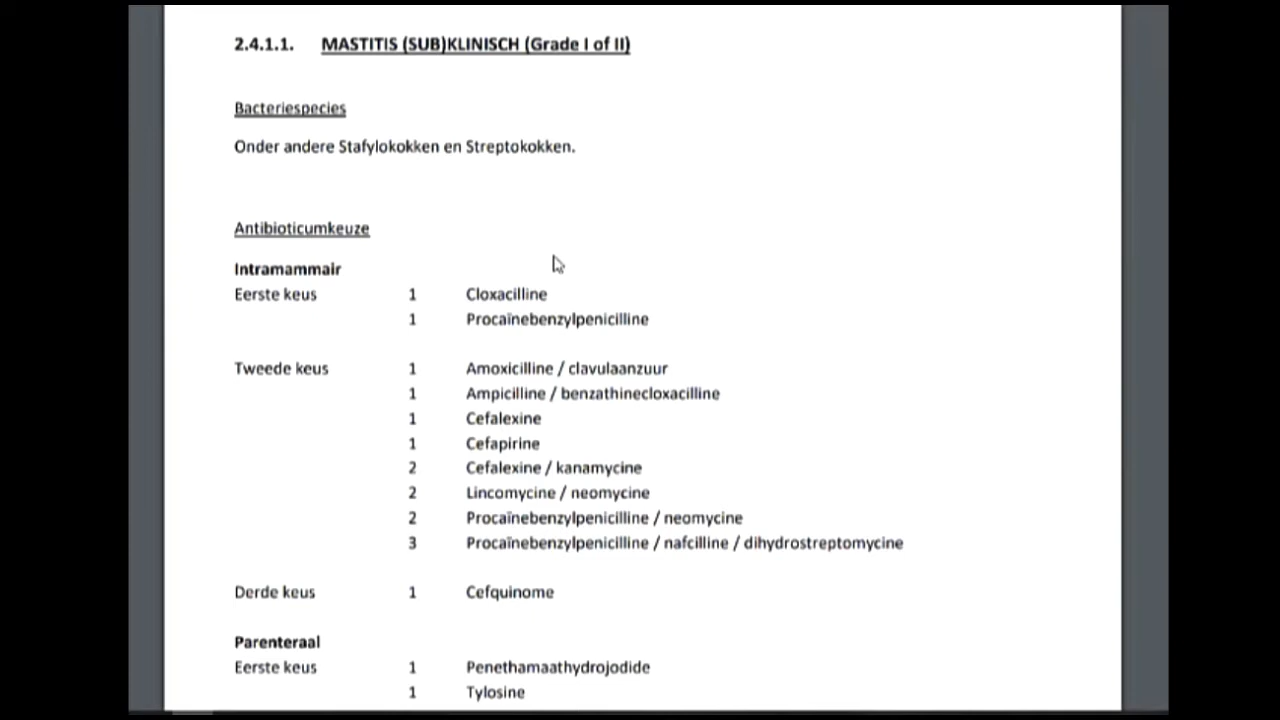 2.4.1.1. MASTITIS (SUB)KLINISCH (Grade I of II)
Bacteriespecies
Onder andere Stafylokokken en Streptokokken.
Antibioticumkeuze
Intramammair
Eerste keus 1 Cloxacilline
1 Procaïnebenzylpenicilline
Tweede keus 1 Amoxicilline / clavulaanzuur
1 Ampicilline / benzathinecloxacilline
1 Cefalexine
1 Cefapirine
2 Cefalexine / kanamycine
2 Lincomycine / neomycine
2 Procaïnebenzylpenicilline / neomycine
3 Procaïnebenzylpenicilline / nafcilline / dihydrostreptomycine
Derde keus 1 Cefquinome
Parenteraal
Eerste keus 1 Penethamaathydrojodide
1 Tylosine